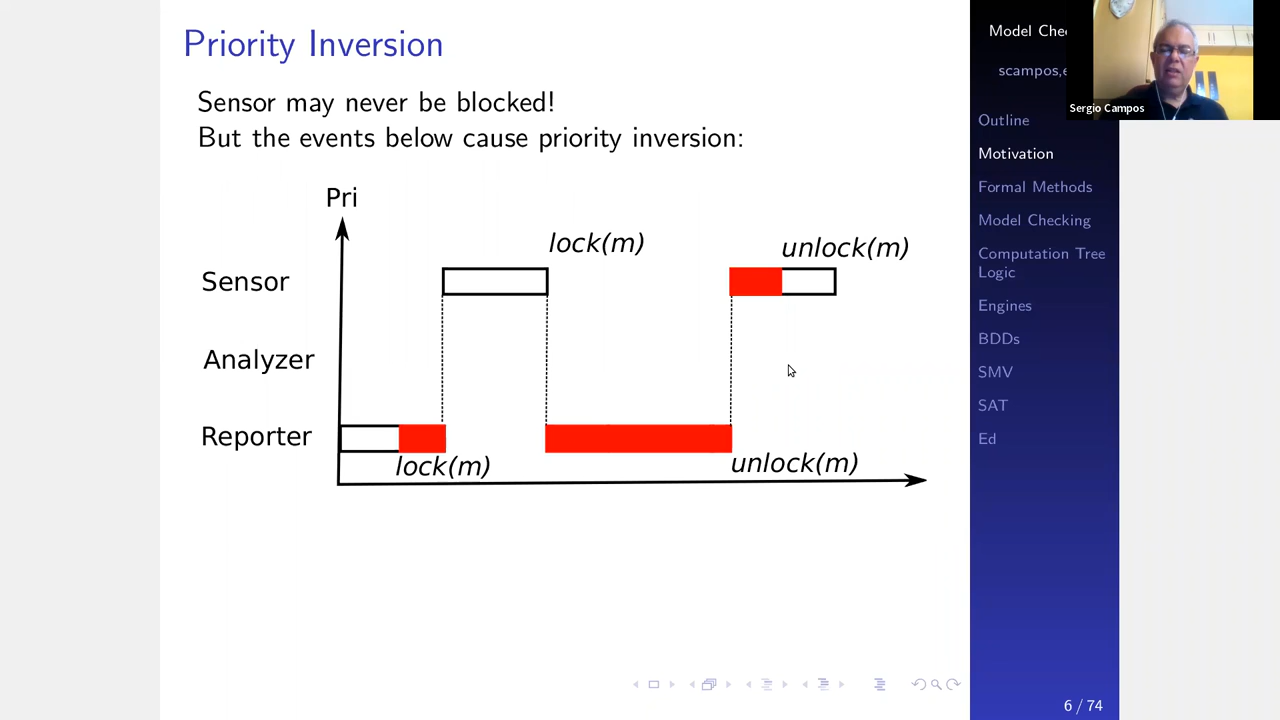 Priority Inversion
Sensor may never be blocked!
But the events below cause priority inversion:
Pri
lock(m)
unlock(m)
Sensor
Analyzer
Reporter
lock(m)
unlock(m)
Model Che
scampos,e
Sergio Campos
Outline
Motivation
Formal Methods
Model Checking
Computation Tree
Logic
Engines
BDDs
SMV
SAT
Ed
6 / 74